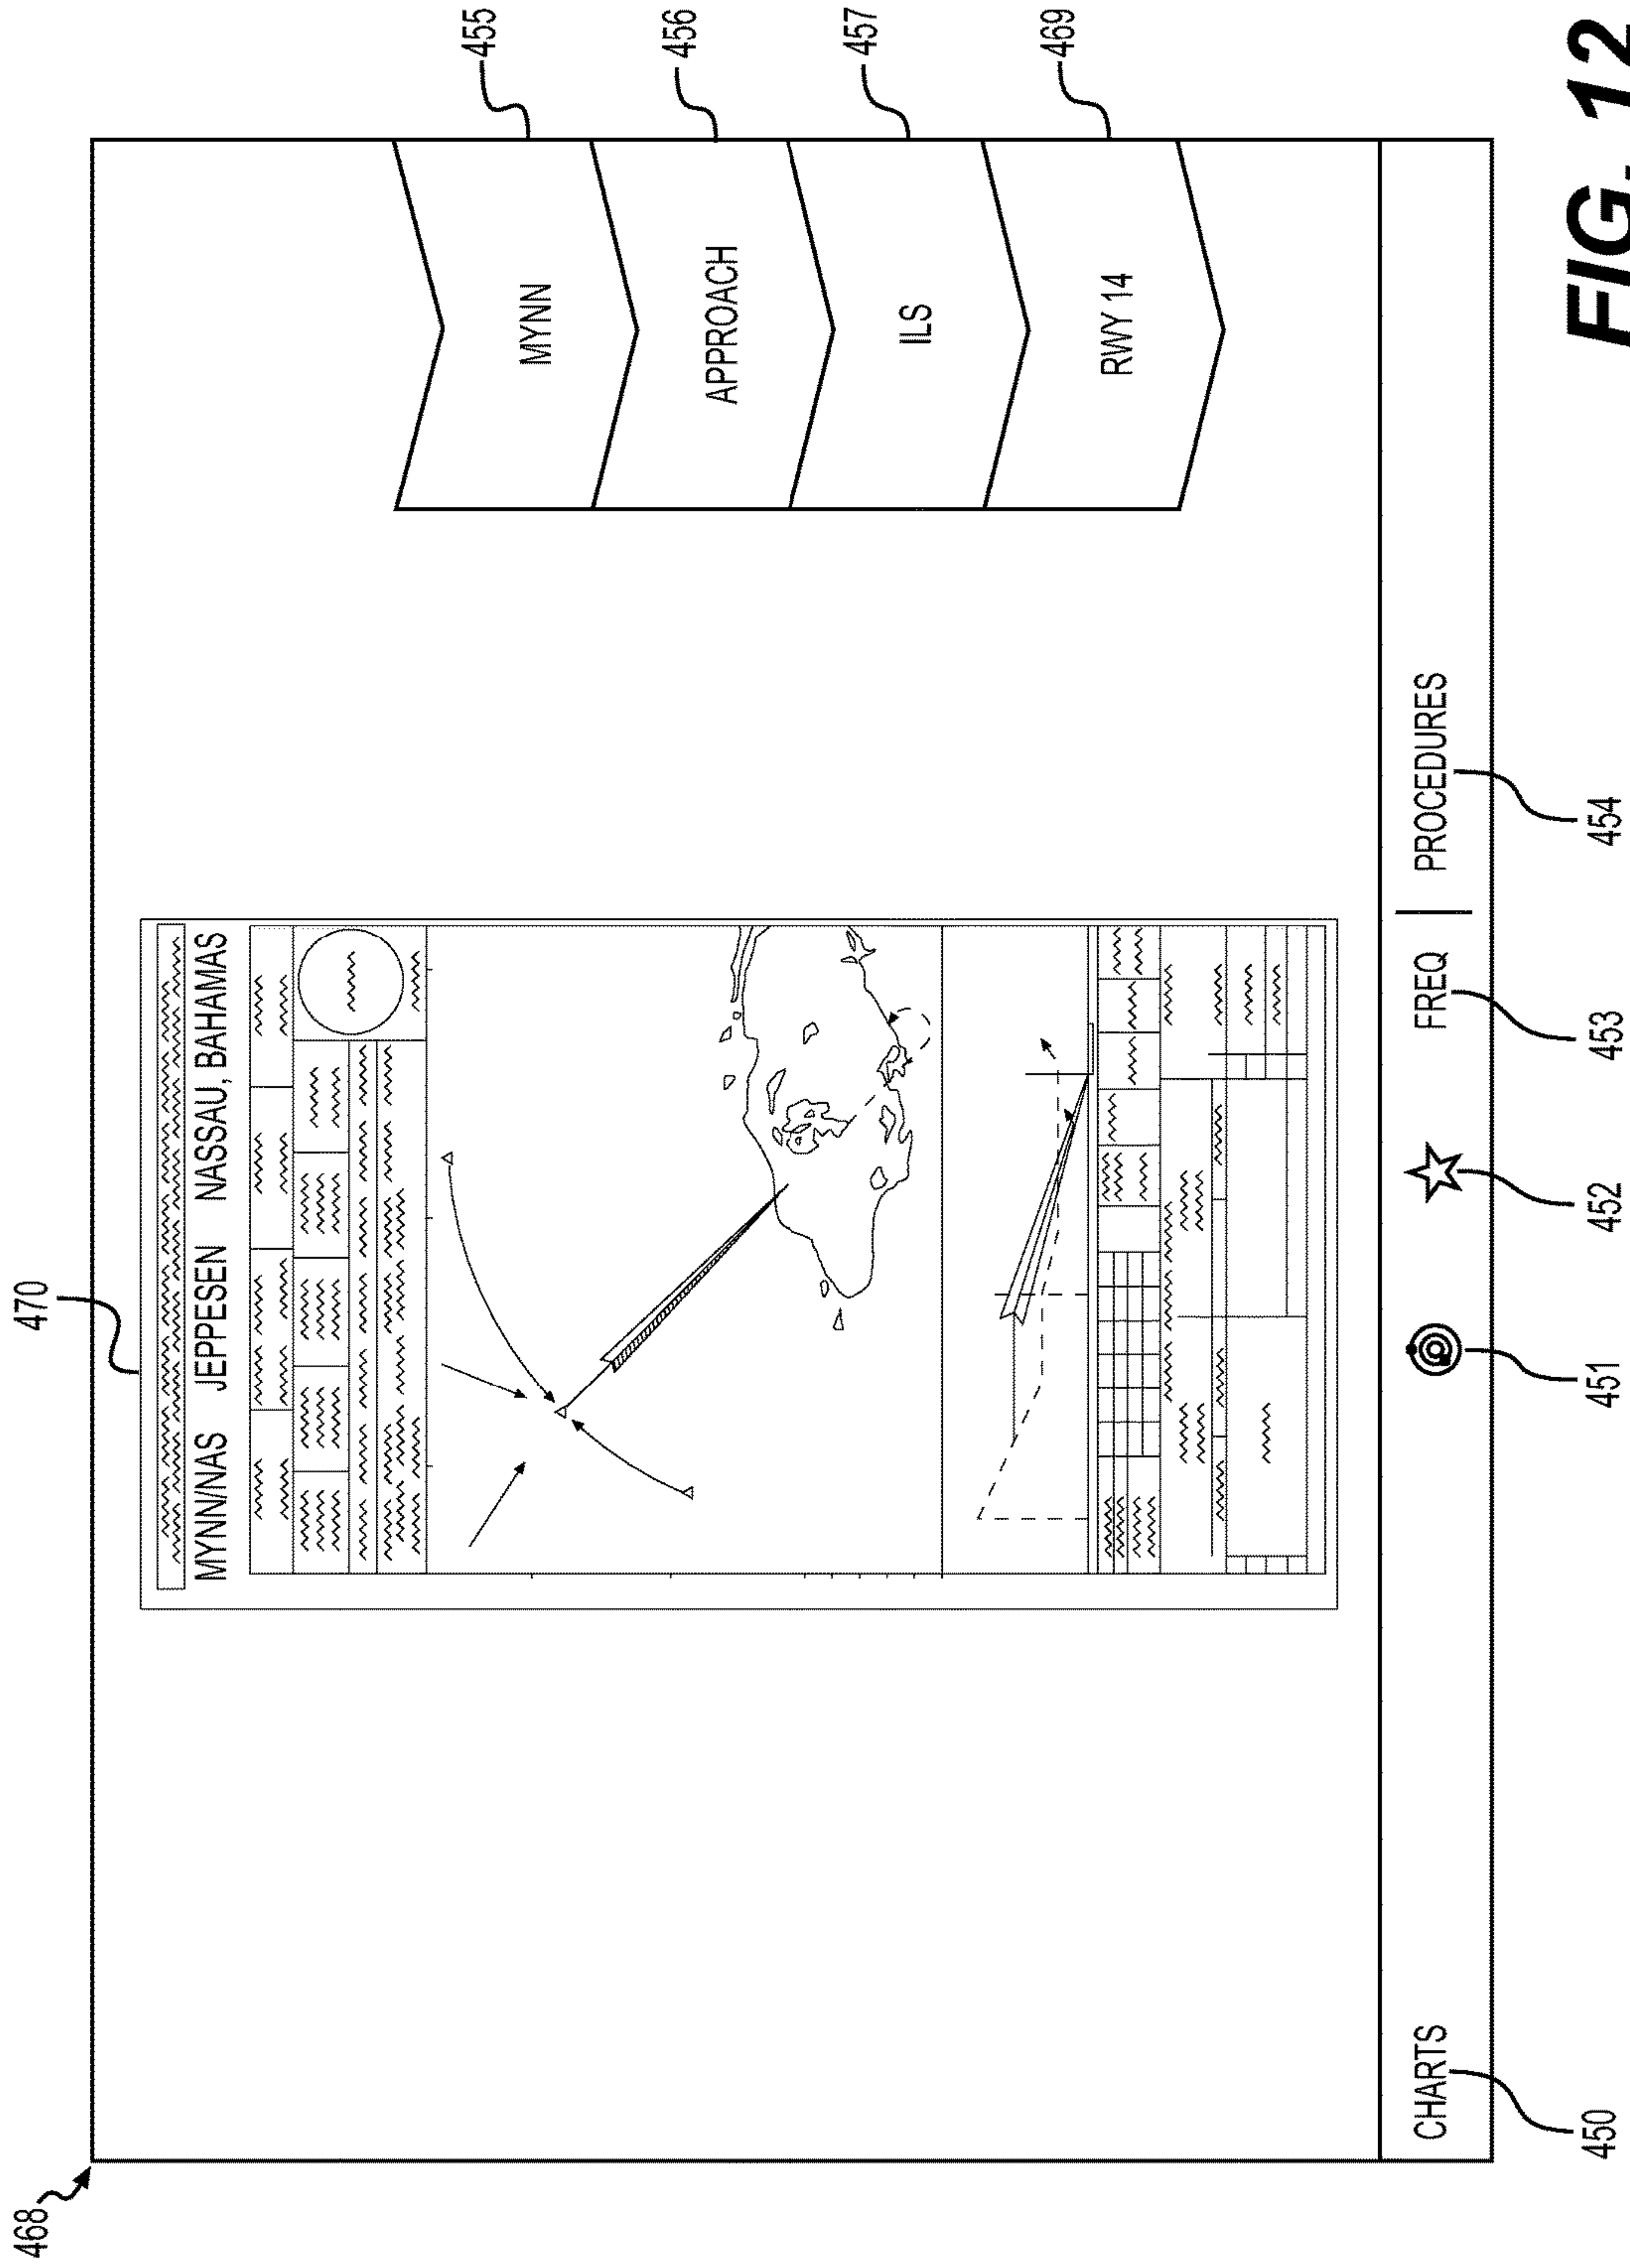 468
470
MYNN/NAS JEPPESEN NASSAU, BAHAMAS
MYNN
455
APPROACH
456
ILS
457
RWY 14
469
CHARTS
FREQ
PROCEDURES
450
451
452
453
454
FIG. 12